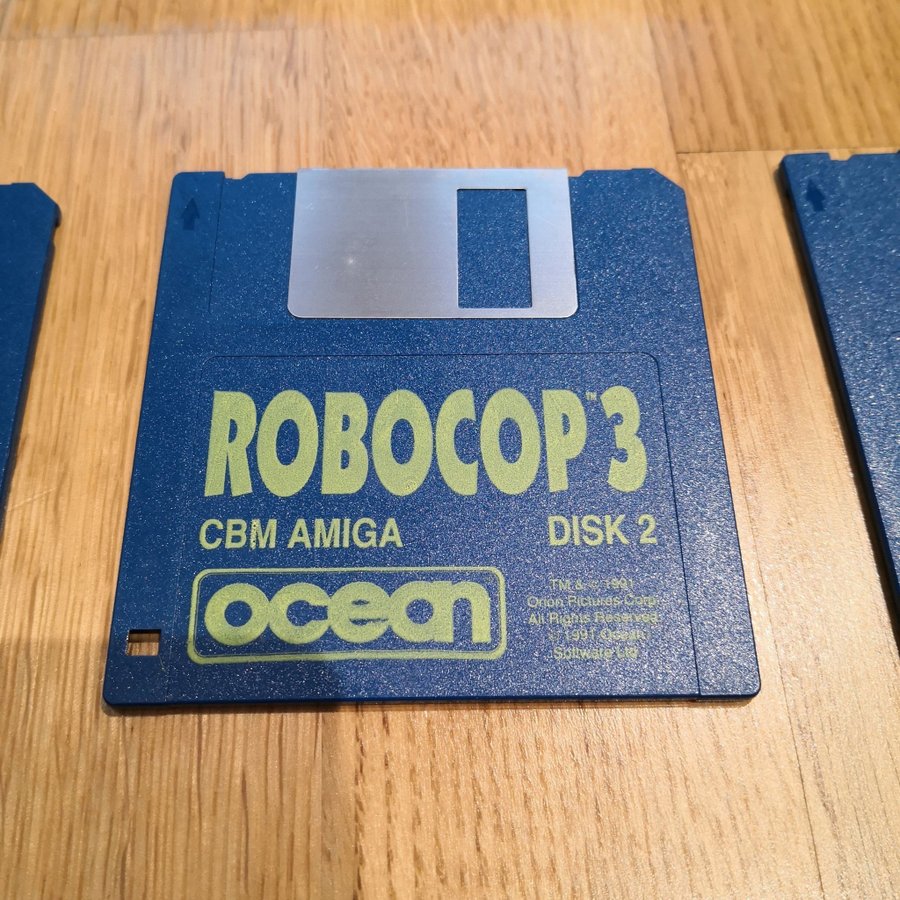 ROBOCOP™3
CBM AMIGA DISK 2
ocean
TM & © 1991
Orion Pictures Corp.
All Rights Reserved.
© 1991 Ocean
Software Ltd.